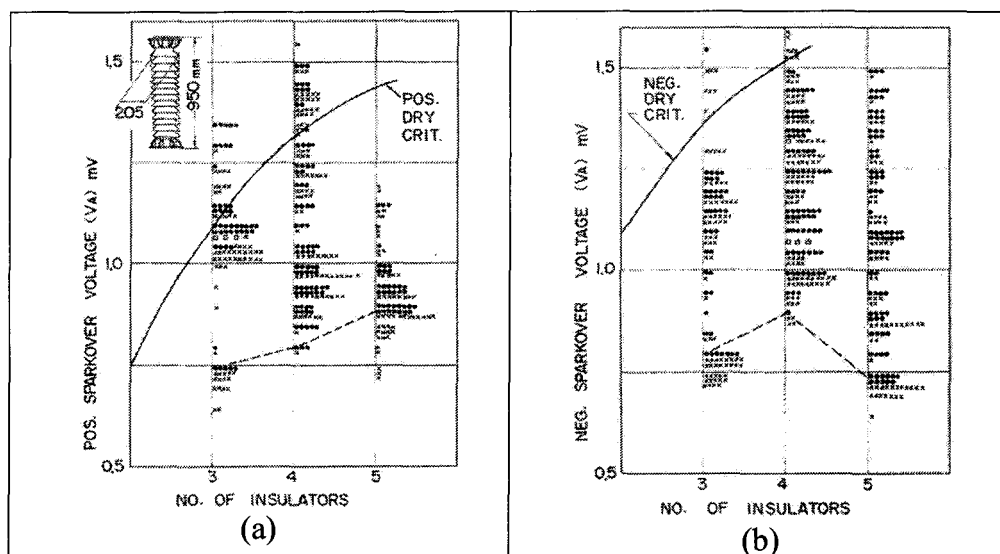 1,5
205
950 mm
POS.
DRY
CRIT.
1,0
0,5
3
4
5
POS. SPARKOVER VOLTAGE (VA) mV
NO. OF INSULATORS
(a)
1,5
NEG.
DRY
CRIT.
1,0
0,5
3
4
5
NEG. SPARKOVER VOLTAGE (VA) mV
NO. OF INSULATORS
(b)